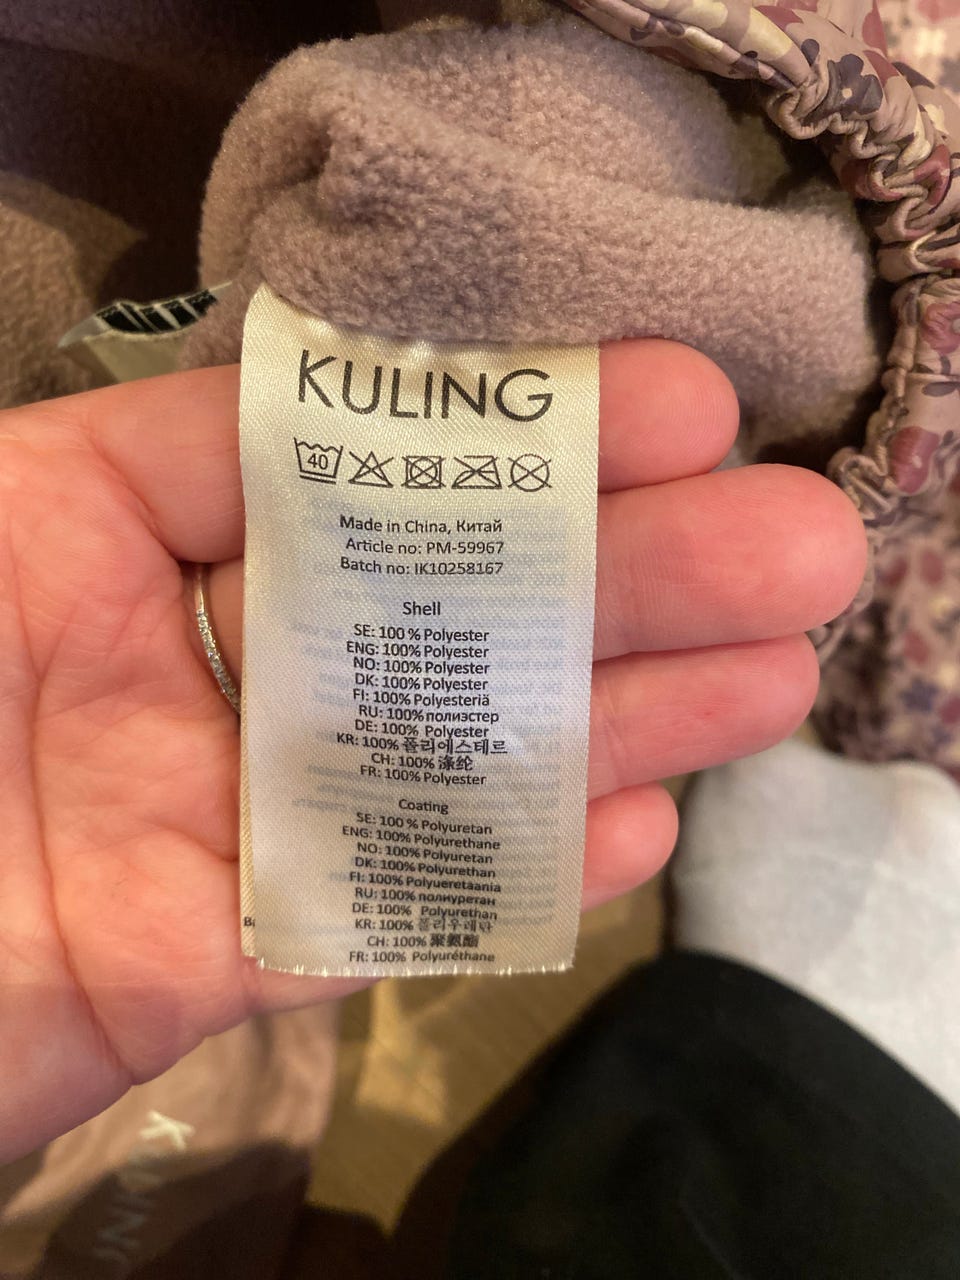 KULING
40
Made in China, Китай
Article no: PM-59967
Batch no: IK10258167
Shell
SE: 100 % Polyester
ENG: 100% Polyester
NO: 100% Polyester
DK: 100% Polyester
FI: 100% Polyesteriä
RU: 100% полиэстер
DE: 100% Polyester
KR: 100% 폴리에스테르
CH: 100% 涤纶
FR: 100% Polyester
Coating
SE: 100 % Polyuretan
ENG: 100% Polyurethane
NO: 100% Polyuretan
DK: 100% Polyurethan
FI: 100% Polyueretaania
RU: 100% полиуретан
DE: 100% Polyurethan
KR: 100% 폴리우레탄
CH: 100% 聚氨酯
FR: 100% Polyuréthane
Ba
KULING